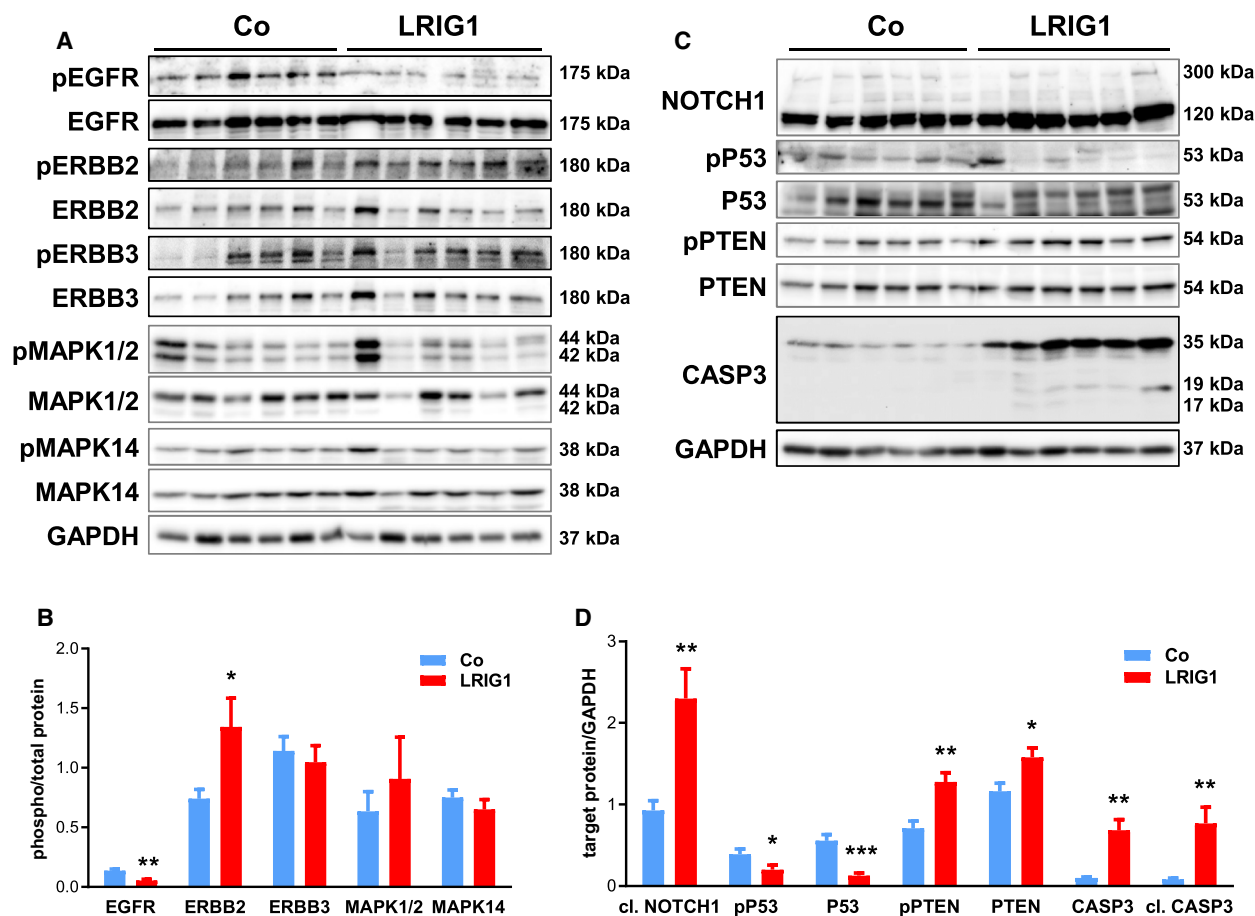 A
Co LRIG1
pEGFR 175 kDa
EGFR 175 kDa
pERBB2 180 kDa
ERBB2 180 kDa
pERBB3 180 kDa
ERBB3 180 kDa
pMAPK1/2 44 kDa
42 kDa
MAPK1/2 44 kDa
42 kDa
pMAPK14 38 kDa
MAPK14 38 kDa
GAPDH 37 kDa
C
Co LRIG1
NOTCH1 300 kDa
120 kDa
pP53 53 kDa
P53 53 kDa
pPTEN 54 kDa
PTEN 54 kDa
CASP3 35 kDa
19 kDa
17 kDa
GAPDH 37 kDa
B
phospho/total protein
2.0
1.5
1.0
0.5
0.0
Co
LRIG1
**
*
EGFR ERBB2 ERBB3 MAPK1/2 MAPK14
D
target protein/GAPDH
3
2
1
0
Co
LRIG1
**
*
***
**
*
**
**
cl. NOTCH1 pP53 P53 pPTEN PTEN CASP3 cl. CASP3